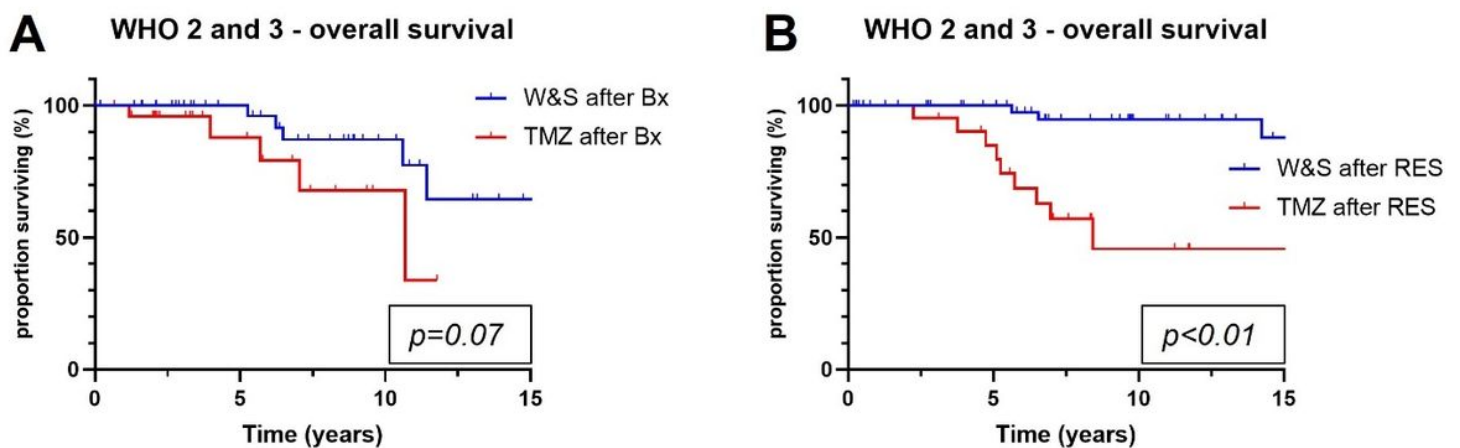 A
WHO 2 and 3 - overall survival
proportion surviving (%)
100
50
0
W&S after Bx
TMZ after Bx
p=0.07
0 5 10 15
Time (years)
B
WHO 2 and 3 - overall survival
proportion surviving (%)
100
50
0
W&S after RES
TMZ after RES
p<0.01
0 5 10 15
Time (years)